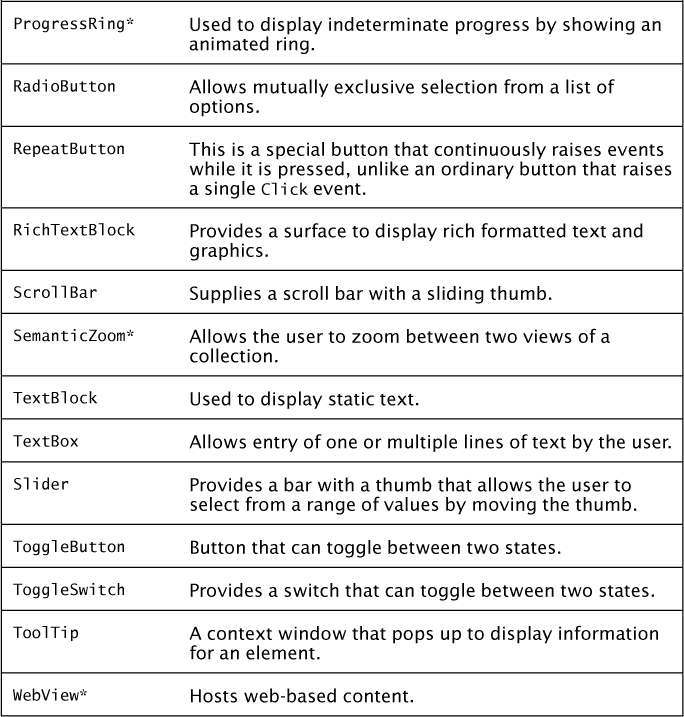 ProgressRing* Used to display indeterminate progress by showing an
animated ring.
RadioButton Allows mutually exclusive selection from a list of
options.
RepeatButton This is a special button that continuously raises events
while it is pressed, unlike an ordinary button that raises
a single Click event.
RichTextBlock Provides a surface to display rich formatted text and
graphics.
ScrollBar Supplies a scroll bar with a sliding thumb.
SemanticZoom* Allows the user to zoom between two views of a
collection.
TextBlock Used to display static text.
TextBox Allows entry of one or multiple lines of text by the user.
Slider Provides a bar with a thumb that allows the user to
select from a range of values by moving the thumb.
ToggleButton Button that can toggle between two states.
ToggleSwitch Provides a switch that can toggle between two states.
ToolTip A context window that pops up to display information
for an element.
WebView* Hosts web-based content.